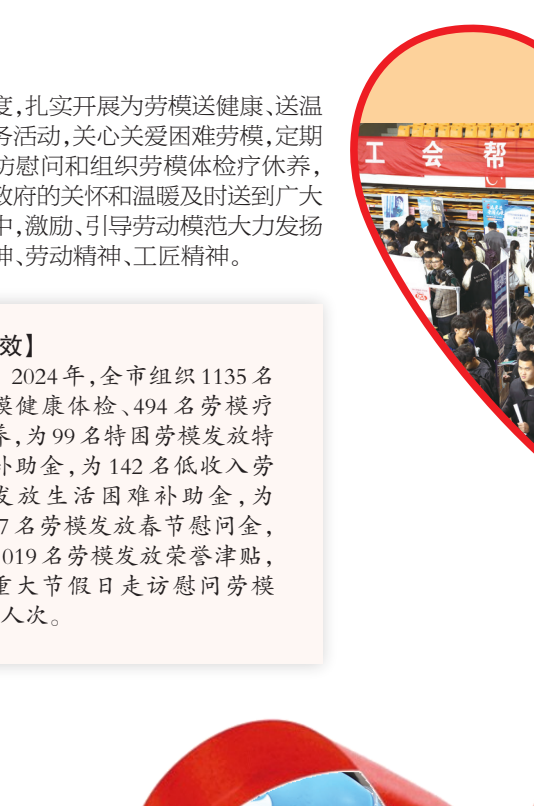 度,扎实开展为劳模送健康、送温
务活动,关心关爱困难劳模,定期
访慰问和组织劳模体检疗休养,
政府的关怀和温暖及时送到广大
中,激励、引导劳动模范大力发扬
神、劳动精神、工匠精神。
效】
2024年,全市组织1135名
模健康体检、494名劳模疗
养,为99名特困劳模发放特
补助金,为142名低收入劳
发放生活困难补助金,为
7名劳模发放春节慰问金,
019名劳模发放荣誉津贴,
重大节假日走访慰问劳模
人次。
工会帮